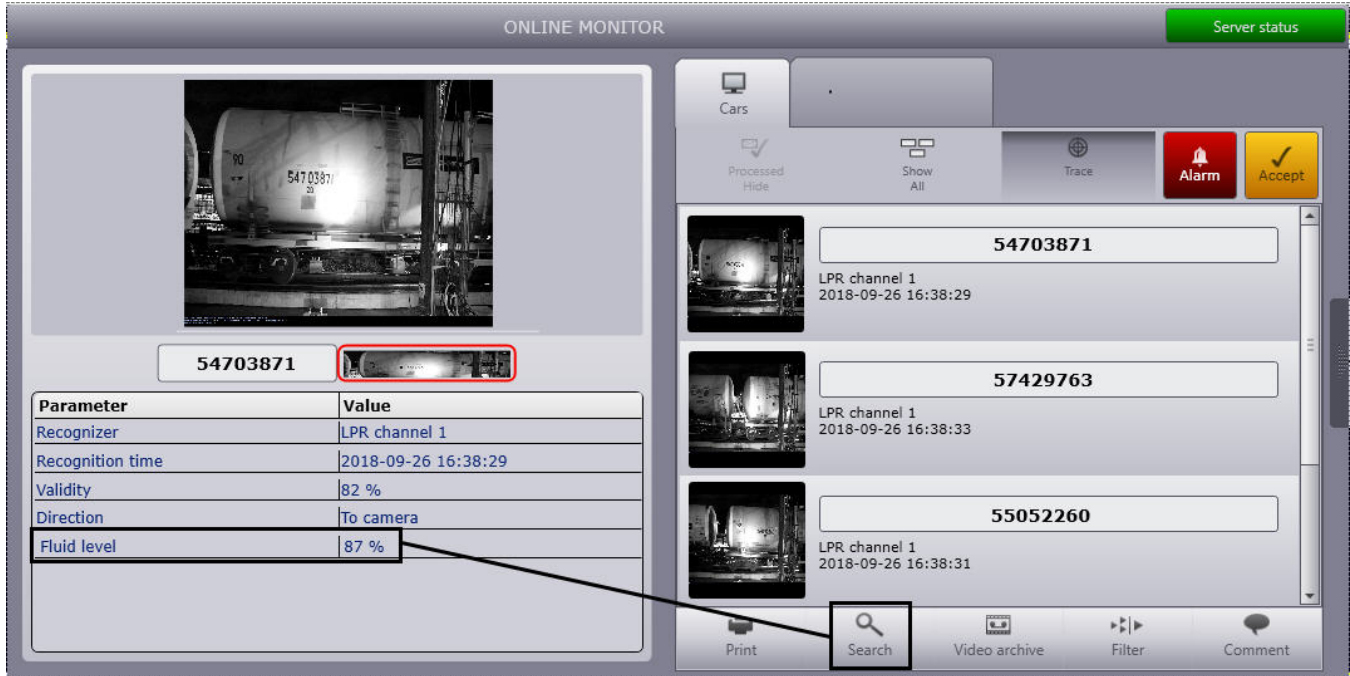 ONLINE MONITOR
Server status
90
5470387
20
54703871
Parameter Value
Recognizer LPR channel 1
Recognition time 2018-09-26 16:38:29
Validity 82 %
Direction To camera
Fluid level 87 %
Cars
.
Processed
Hide
Show
All
Trace
Alarm
Accept
54703871
LPR channel 1
2018-09-26 16:38:29
57429763
LPR channel 1
2018-09-26 16:38:33
55052260
LPR channel 1
2018-09-26 16:38:31
Print
Search
Video archive
Filter
Comment